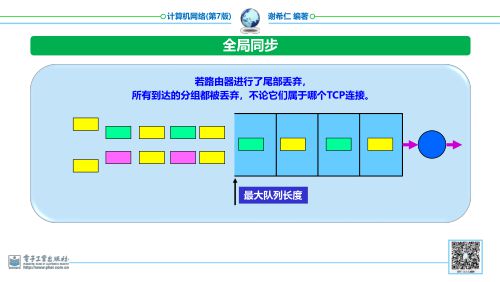 计算机网络(第7版)
谢希仁 编著
全局同步
若路由器进行了尾部丢弃，
所有到达的分组都被丢弃，不论它们属于哪个TCP连接。
最大队列长度
电子工业出版社
http://www.phei.com.cn